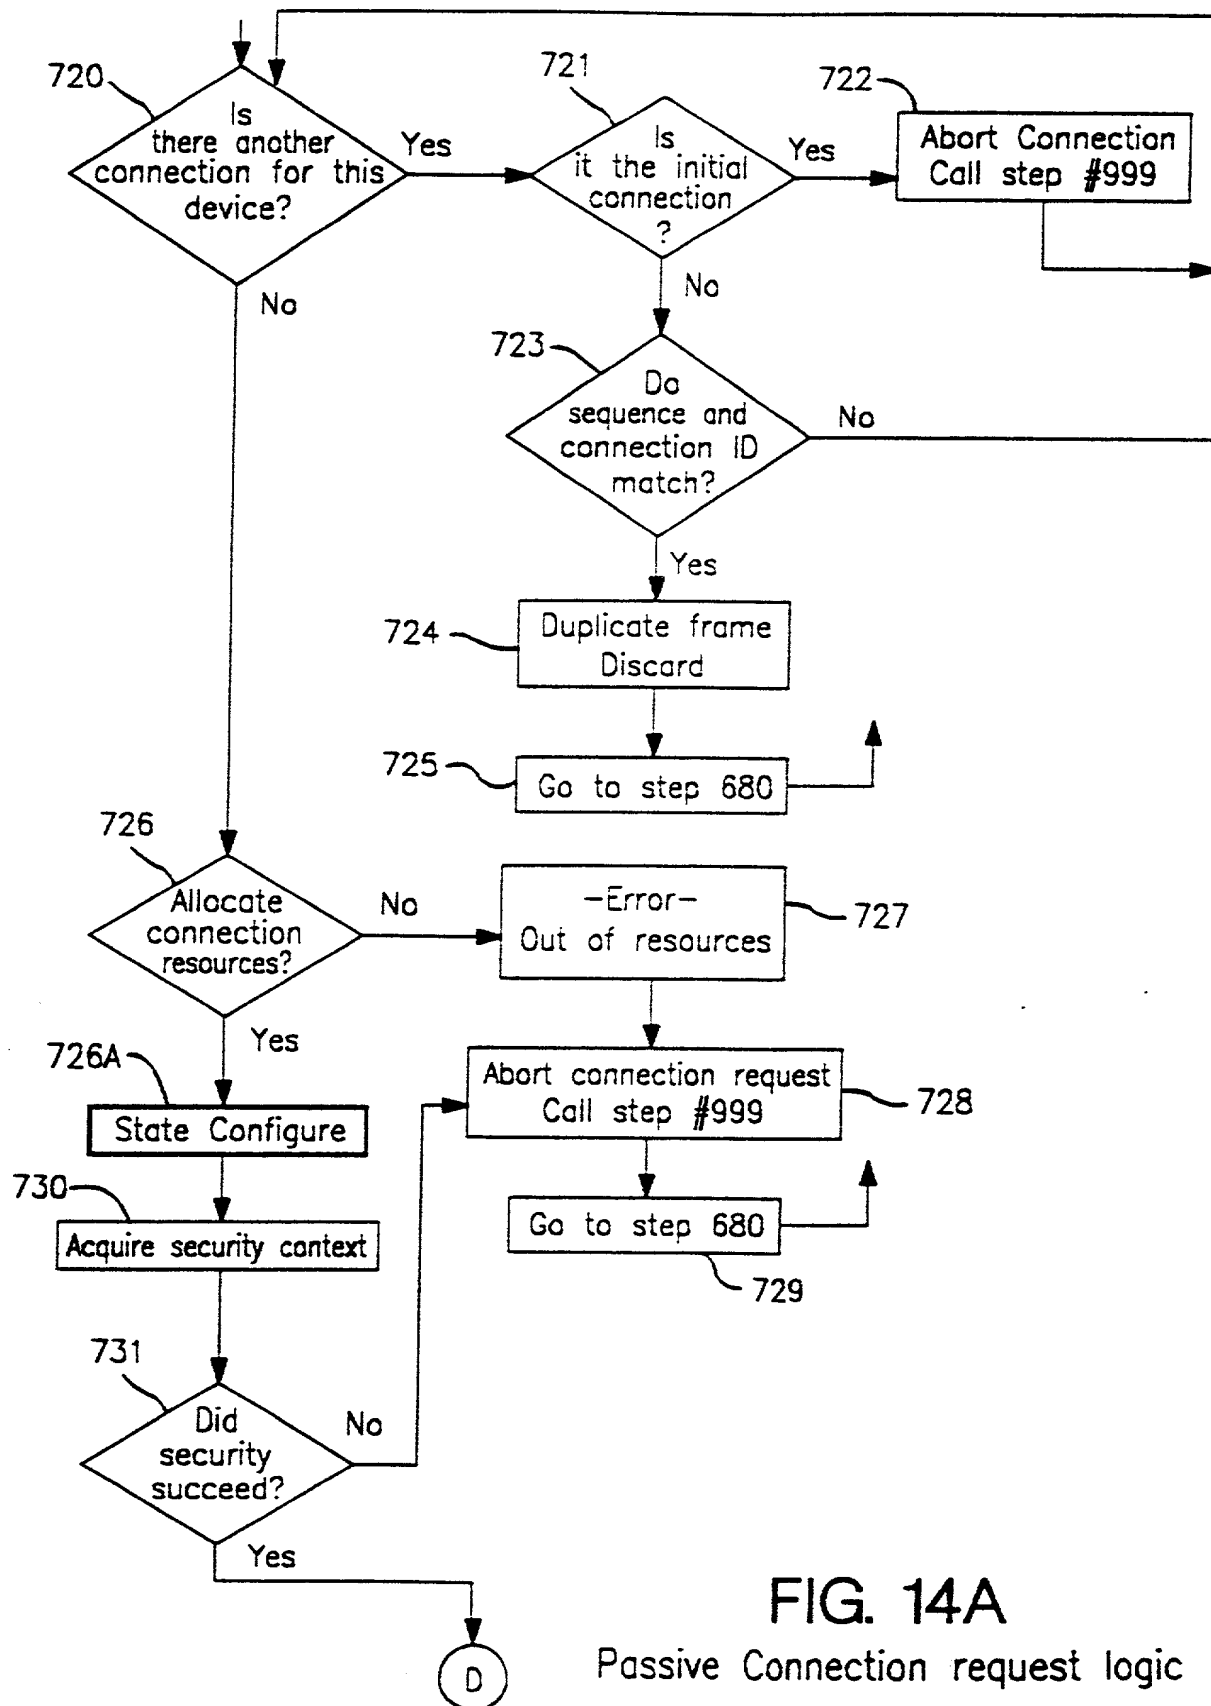 720
Is
there another
connection for this
device?
Yes
No
721
Is
it the initial
connection
?
Yes
No
722
Abort Connection
Call step #999
723
Do
sequence and
connection ID
match?
No
Yes
724
Duplicate frame
Discard
725
Go to step 680
726
Allocate
connection
resources?
No
Yes
-Error-
Out of resources
727
726A
State Configure
Abort connection request
Call step #999
728
730
Acquire security context
Go to step 680
729
731
Did
security
succeed?
No
Yes
D
FIG. 14A
Passive Connection request logic